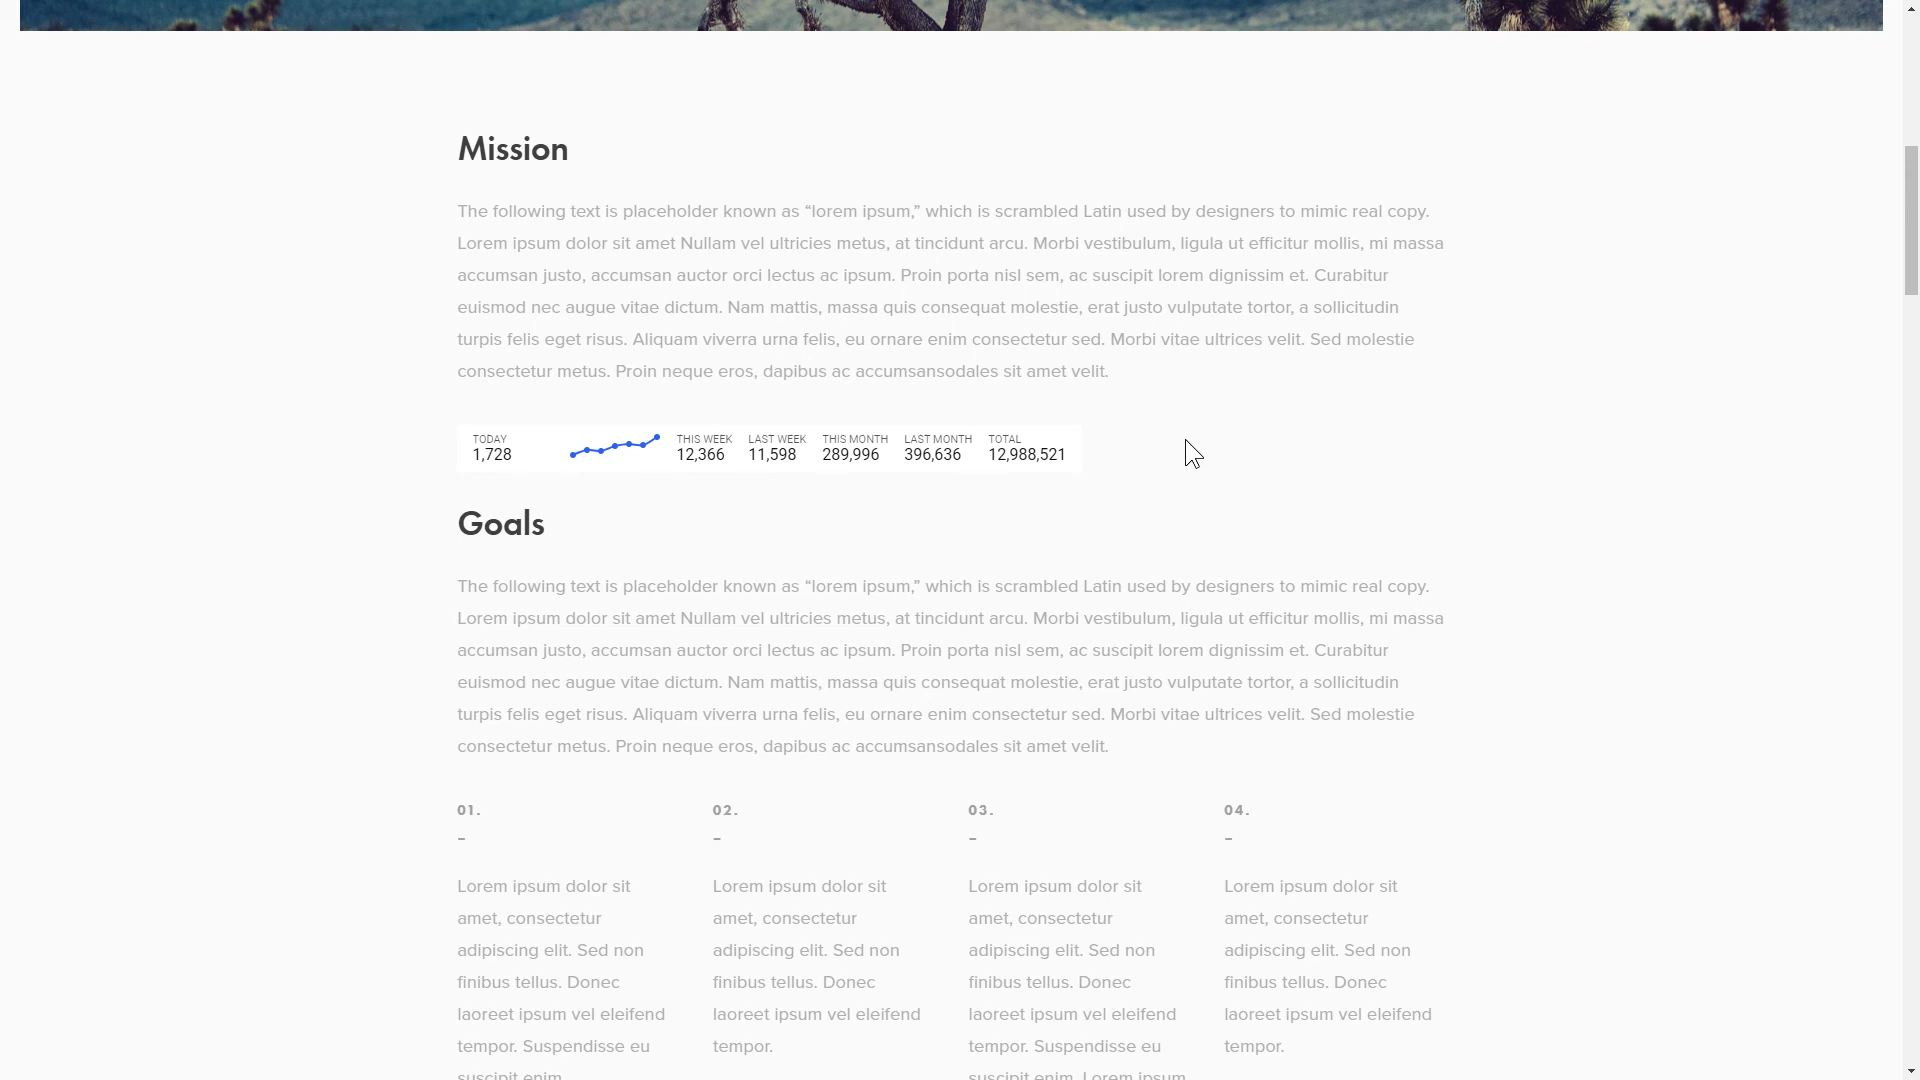 Mission
The following text is placeholder known as “lorem ipsum,” which is scrambled Latin used by designers to mimic real copy.
Lorem ipsum dolor sit amet Nullam vel ultricies metus, at tincidunt arcu. Morbi vestibulum, ligula ut efficitur mollis, mi massa
accumsan justo, accumsan auctor orci lectus ac ipsum. Proin porta nisl sem, ac suscipit lorem dignissim et. Curabitur
euismod nec augue vitae dictum. Nam mattis, massa quis consequat molestie, erat justo vulputate tortor, a sollicitudin
turpis felis eget risus. Aliquam viverra urna felis, eu ornare enim consectetur sed. Morbi vitae ultrices velit. Sed molestie
consectetur metus. Proin neque eros, dapibus ac accumsansodales sit amet velit.
TODAY THIS WEEK LAST WEEK THIS MONTH LAST MONTH TOTAL
1,728 12,366 11,598 289,996 396,636 12,988,521
Goals
The following text is placeholder known as “lorem ipsum,” which is scrambled Latin used by designers to mimic real copy.
Lorem ipsum dolor sit amet Nullam vel ultricies metus, at tincidunt arcu. Morbi vestibulum, ligula ut efficitur mollis, mi massa
accumsan justo, accumsan auctor orci lectus ac ipsum. Proin porta nisl sem, ac suscipit lorem dignissim et. Curabitur
euismod nec augue vitae dictum. Nam mattis, massa quis consequat molestie, erat justo vulputate tortor, a sollicitudin
turpis felis eget risus. Aliquam viverra urna felis, eu ornare enim consectetur sed. Morbi vitae ultrices velit. Sed molestie
consectetur metus. Proin neque eros, dapibus ac accumsansodales sit amet velit.
01.
–
Lorem ipsum dolor sit
amet, consectetur
adipiscing elit. Sed non
finibus tellus. Donec
laoreet ipsum vel eleifend
tempor. Suspendisse eu
suscipit enim.
02.
–
Lorem ipsum dolor sit
amet, consectetur
adipiscing elit. Sed non
finibus tellus. Donec
laoreet ipsum vel eleifend
tempor.
03.
–
Lorem ipsum dolor sit
amet, consectetur
adipiscing elit. Sed non
finibus tellus. Donec
laoreet ipsum vel eleifend
tempor. Suspendisse eu
suscipit enim. Lorem ipsum
04.
–
Lorem ipsum dolor sit
amet, consectetur
adipiscing elit. Sed non
finibus tellus. Donec
laoreet ipsum vel eleifend
tempor.